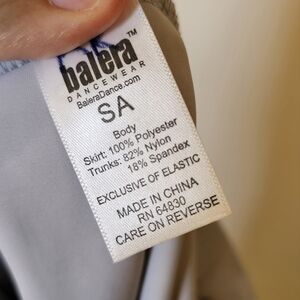 balera™
DANCEWEAR
BaleraDance.com
SA
Body
Skirt: 100% Polyester
Trunks: 82% Nylon
18% Spandex
EXCLUSIVE OF ELASTIC
MADE IN CHINA
RN 64830
CARE ON REVERSE